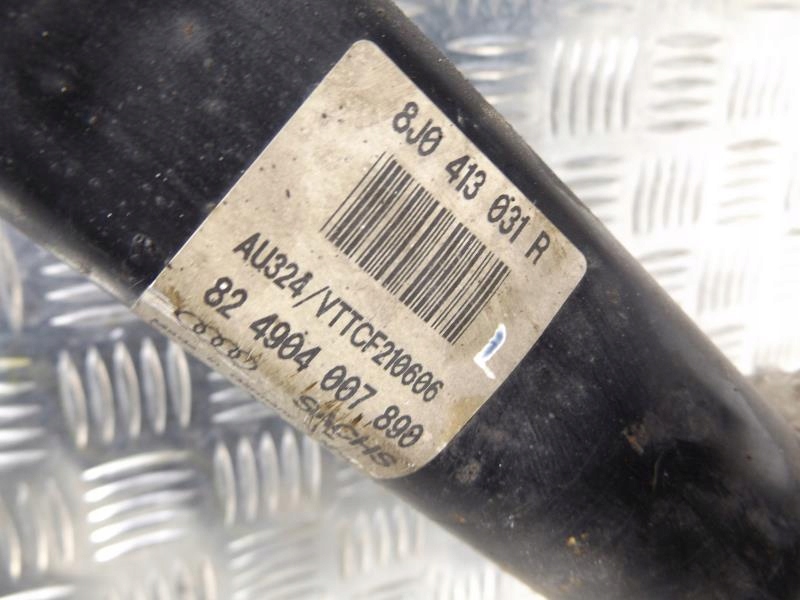 8J0 413 031 R
AU324/VTTCF210606
82 4904 007 890
SACHS